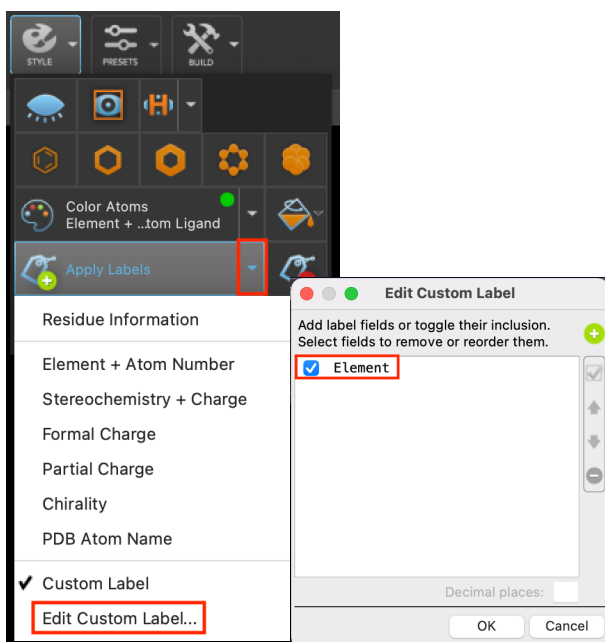 STYLE
PRESETS
BUILD
H
Color Atoms
Element + ...tom Ligand
Apply Labels
Residue Information
Element + Atom Number
Stereochemistry + Charge
Formal Charge
Partial Charge
Chirality
PDB Atom Name
Custom Label
Edit Custom Label...
Edit Custom Label
Add label fields or toggle their inclusion.
Select fields to remove or reorder them.
Element
Decimal places:
OK
Cancel